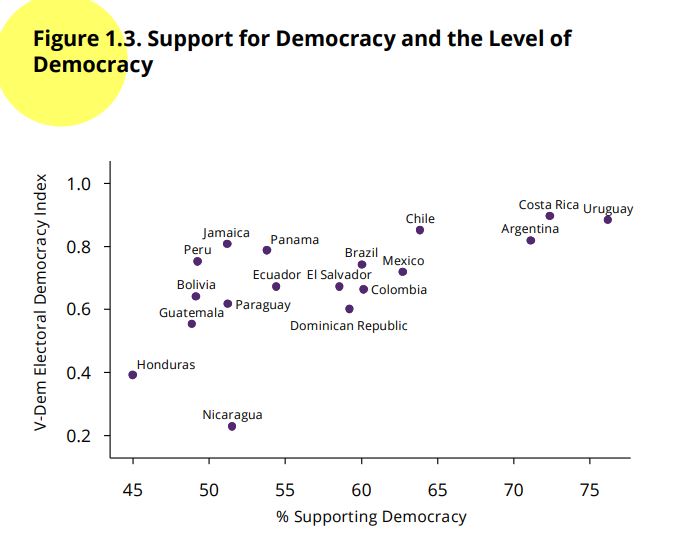 Figure 1.3. Support for Democracy and the Level of
Democracy
V-Dem Electoral Democracy Index
1.0
0.8
0.6
0.4
0.2
Costa Rica
Uruguay
Chile
Argentina
Jamaica
Panama
Peru
Brazil
Mexico
Ecuador
El Salvador
Bolivia
Colombia
Paraguay
Guatemala
Dominican Republic
Honduras
Nicaragua
45
50
55
60
65
70
75
% Supporting Democracy